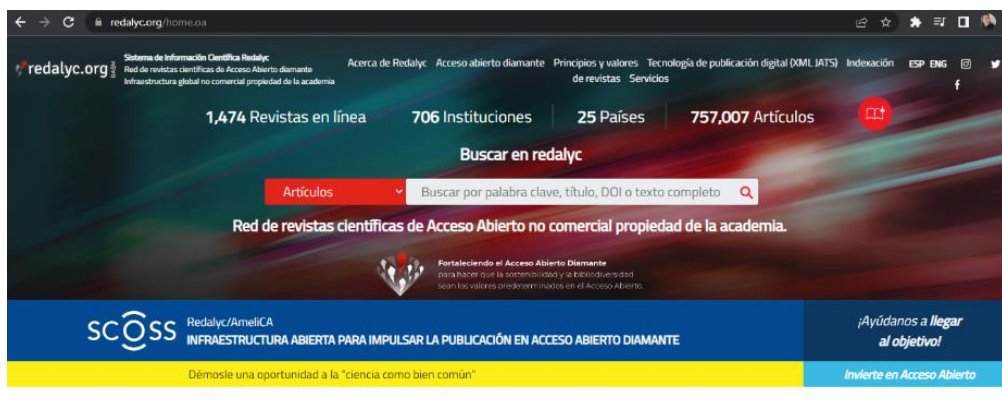 redalyc.org/home.oa
redalyc.org
UAEM
Sistema de Información Científica Redalyc
Red de revistas científicas de Acceso Abierto diamante
Infraestructura global no comercial propiedad de la academia
Acerca de Redalyc Acceso abierto diamante Principios y valores Tecnología de publicación digital (XML JATS) Indexación ESP ENG
de revistas Servicios
1,474 Revistas en línea 706 Instituciones 25 Países 757,007 Artículos
Buscar en redalyc
Artículos Buscar por palabra clave, título, DOI o texto completo
Red de revistas científicas de Acceso Abierto no comercial propiedad de la academia.
Fortaleciendo el Acceso Abierto Diamante
para hacer que la sostenibilidad y la bibliodiversidad
sean los valores predeterminados en el Acceso Abierto.
SCOSS
Redalyc/AmeliCA
INFRAESTRUCTURA ABIERTA PARA IMPULSAR LA PUBLICACIÓN EN ACCESO ABIERTO DIAMANTE
¡Ayúdanos a llegar
al objetivo!
Démosle una oportunidad a la "ciencia como bien común"
Invierte en Acceso Abierto